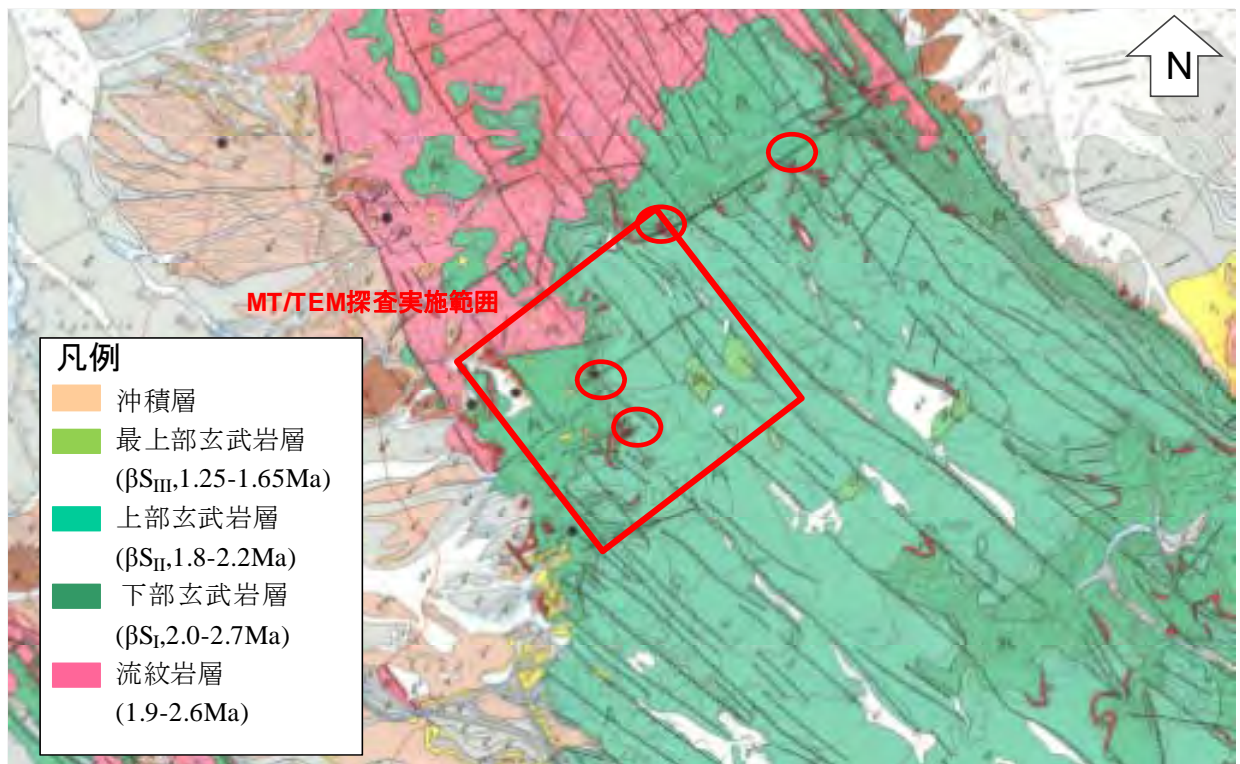 N
MT/TEM探査実施範囲
凡例
沖積層
最上部玄武岩層
(βSIII,1.25-1.65Ma)
上部玄武岩層
(βSII,1.8-2.2Ma)
下部玄武岩層
(βSI,2.0-2.7Ma)
流紋岩層
(1.9-2.6Ma)